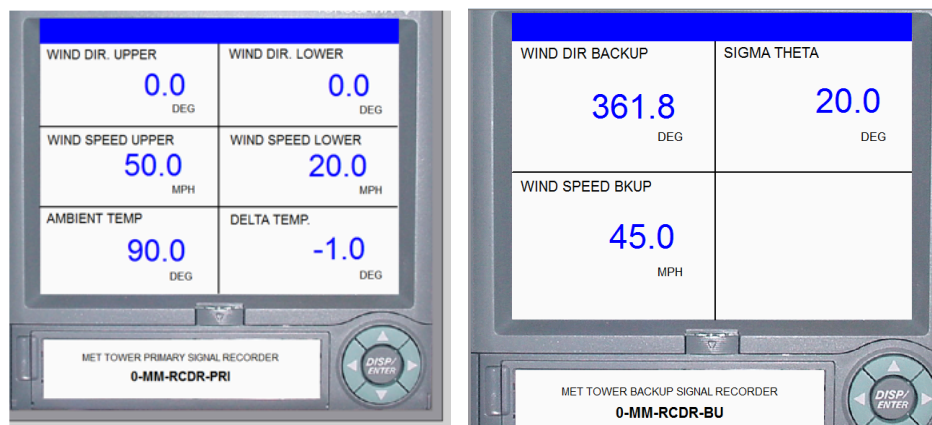 WIND DIR. UPPER
0.0
DEG
WIND DIR. LOWER
0.0
DEG
WIND SPEED UPPER
50.0
MPH
WIND SPEED LOWER
20.0
MPH
AMBIENT TEMP
90.0
DEG
DELTA TEMP.
-1.0
DEG
MET TOWER PRIMARY SIGNAL RECORDER
0-MM-RCDR-PRI
DISP/
ENTER
WIND DIR BACKUP
361.8
DEG
SIGMA THETA
20.0
DEG
WIND SPEED BKUP
45.0
MPH
MET TOWER BACKUP SIGNAL RECORDER
0-MM-RCDR-BU
DISP/
ENTER